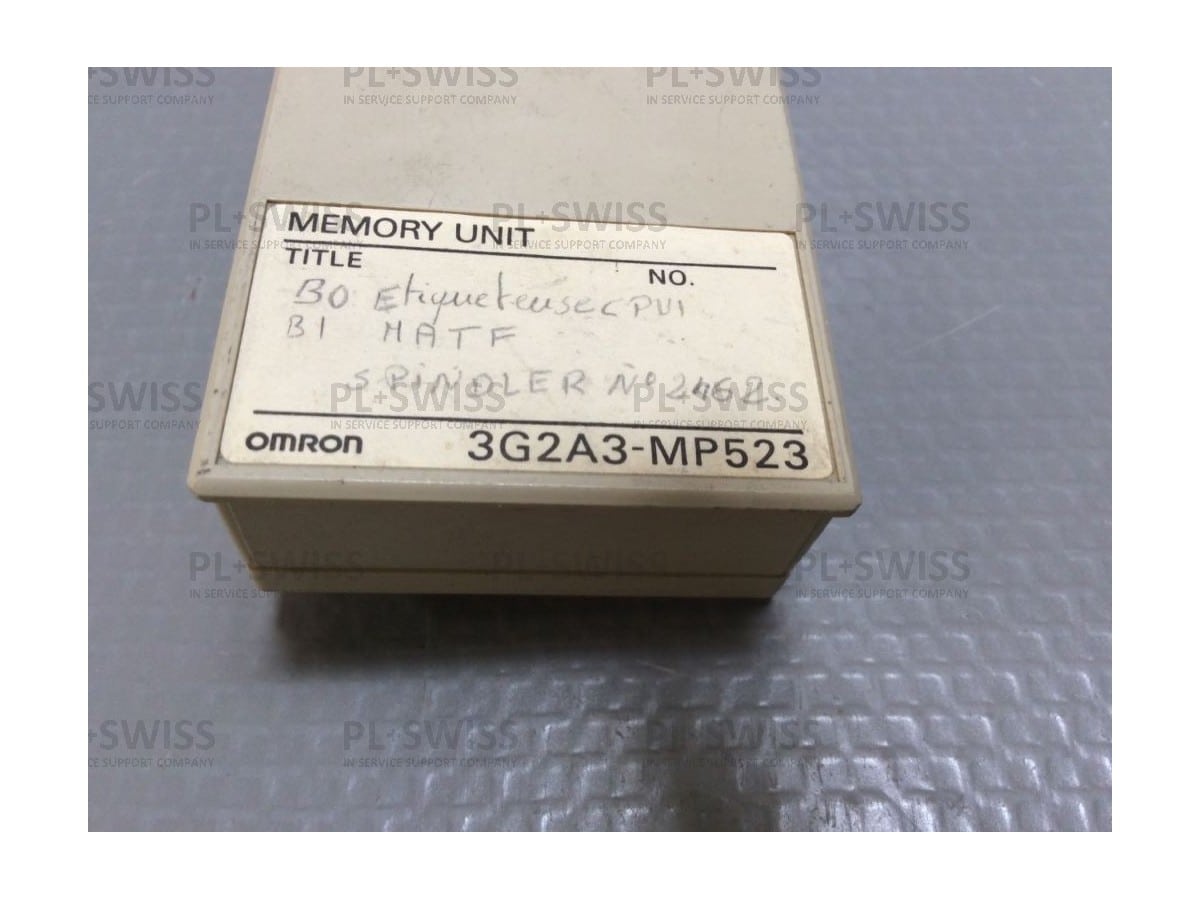 MEMORY UNIT
TITLE NO.
B0 Etiqueteuse CPU1
B1 MATF
SPINDLER No 2462.
omron 3G2A3-MP523
PL+SWISS
IN SERVICE SUPPORT COMPANY